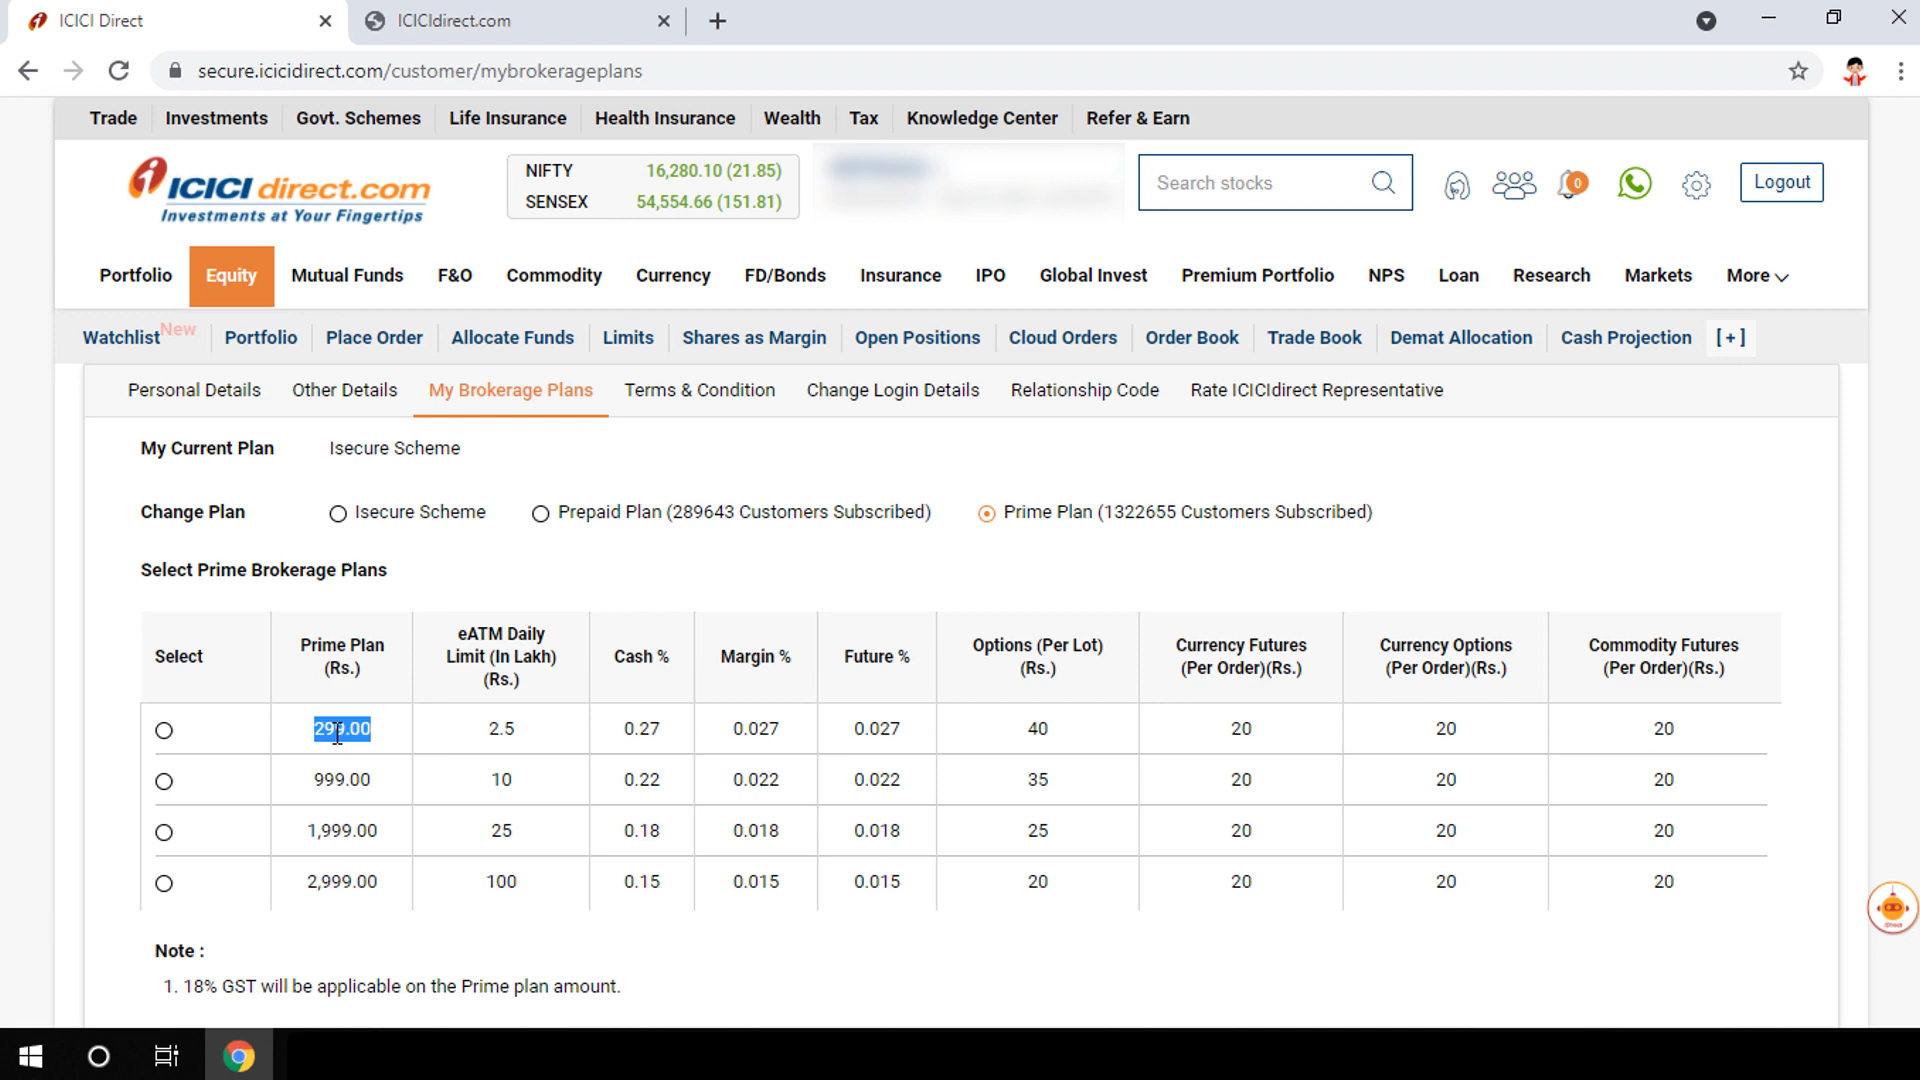 ICICI Direct
ICICIdirect.com
secure.icicidirect.com/customer/mybrokerageplans
Trade Investments Govt. Schemes Life Insurance Health Insurance Wealth Tax Knowledge Center Refer & Earn
ICICI direct.com
Investments at Your Fingertips
NIFTY 16,280.10 (21.85)
SENSEX 54,554.66 (151.81)
Search stocks
0
Logout
Portfolio Equity Mutual Funds F&O Commodity Currency FD/Bonds Insurance IPO Global Invest Premium Portfolio NPS Loan Research Markets More
Watchlist New Portfolio Place Order Allocate Funds Limits Shares as Margin Open Positions Cloud Orders Order Book Trade Book Demat Allocation Cash Projection [+]
Personal Details Other Details My Brokerage Plans Terms & Condition Change Login Details Relationship Code Rate ICICIdirect Representative
My Current Plan Isecure Scheme
Change Plan Isecure Scheme Prepaid Plan (289643 Customers Subscribed) Prime Plan (1322655 Customers Subscribed)
Select Prime Brokerage Plans
Select Prime Plan (Rs.) eATM Daily Limit (In Lakh) (Rs.) Cash % Margin % Future % Options (Per Lot) (Rs.) Currency Futures (Per Order)(Rs.) Currency Options (Per Order)(Rs.) Commodity Futures (Per Order)(Rs.)
299.00 2.5 0.27 0.027 0.027 40 20 20 20
999.00 10 0.22 0.022 0.022 35 20 20 20
1,999.00 25 0.18 0.018 0.018 25 20 20 20
2,999.00 100 0.15 0.015 0.015 20 20 20 20
Note :
1. 18% GST will be applicable on the Prime plan amount.